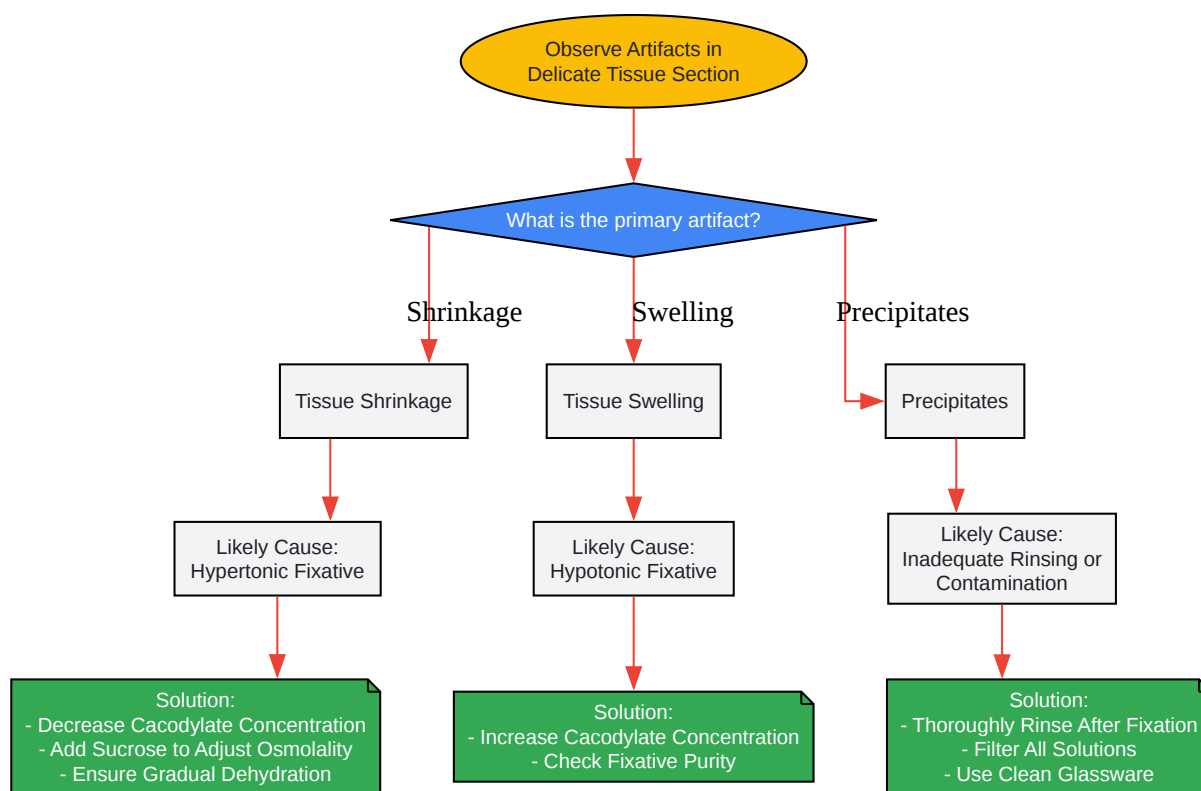 Observe Artifacts in
Delicate Tissue Section
What is the primary artifact?
Shrinkage
Swelling
Precipitates
Tissue Shrinkage
Tissue Swelling
Precipitates
Likely Cause:
Hypertonic Fixative
Likely Cause:
Hypotonic Fixative
Likely Cause:
Inadequate Rinsing or
Contamination
Solution:
- Decrease Cacodylate Concentration
- Add Sucrose to Adjust Osmolality
- Ensure Gradual Dehydration
Solution:
- Increase Cacodylate Concentration
- Check Fixative Purity
Solution:
- Thoroughly Rinse After Fixation
- Filter All Solutions
- Use Clean Glassware